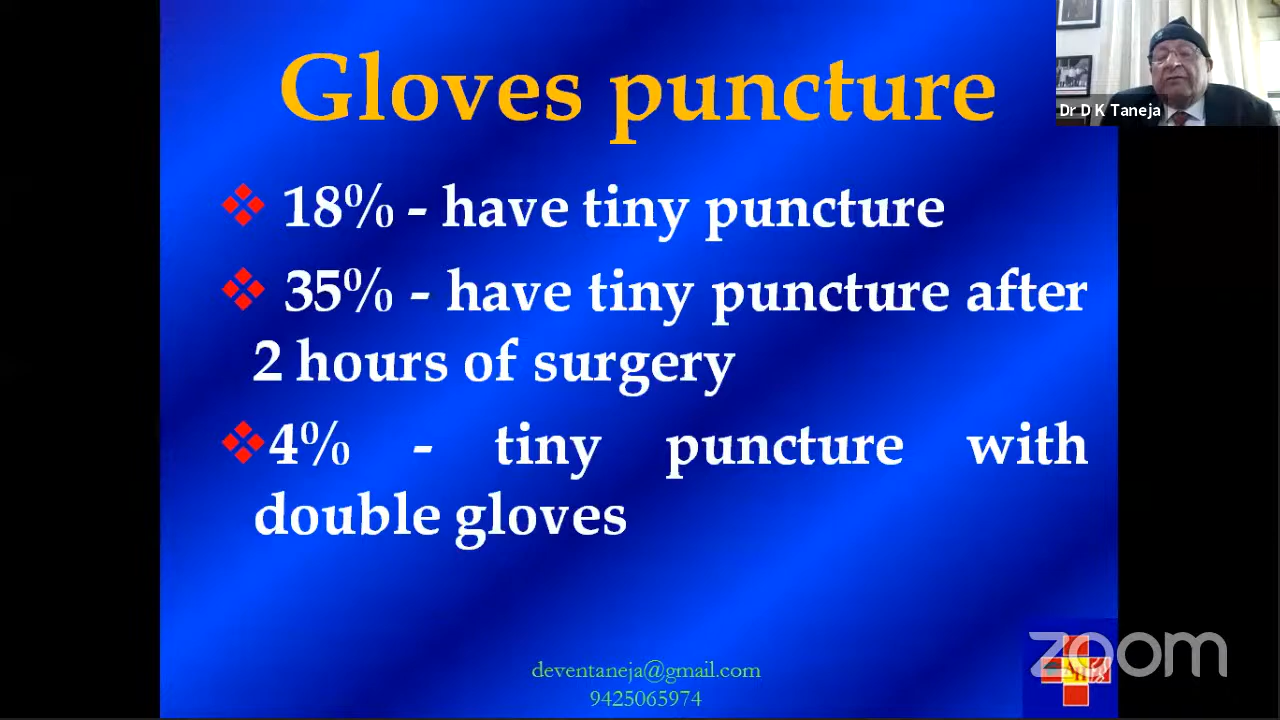 Gloves puncture
Dr D K Taneja
❖ 18% - have tiny puncture
❖ 35% - have tiny puncture after
2 hours of surgery
❖4% - tiny puncture with
double gloves
deventaneja@gmail.com
9425065974
zoom